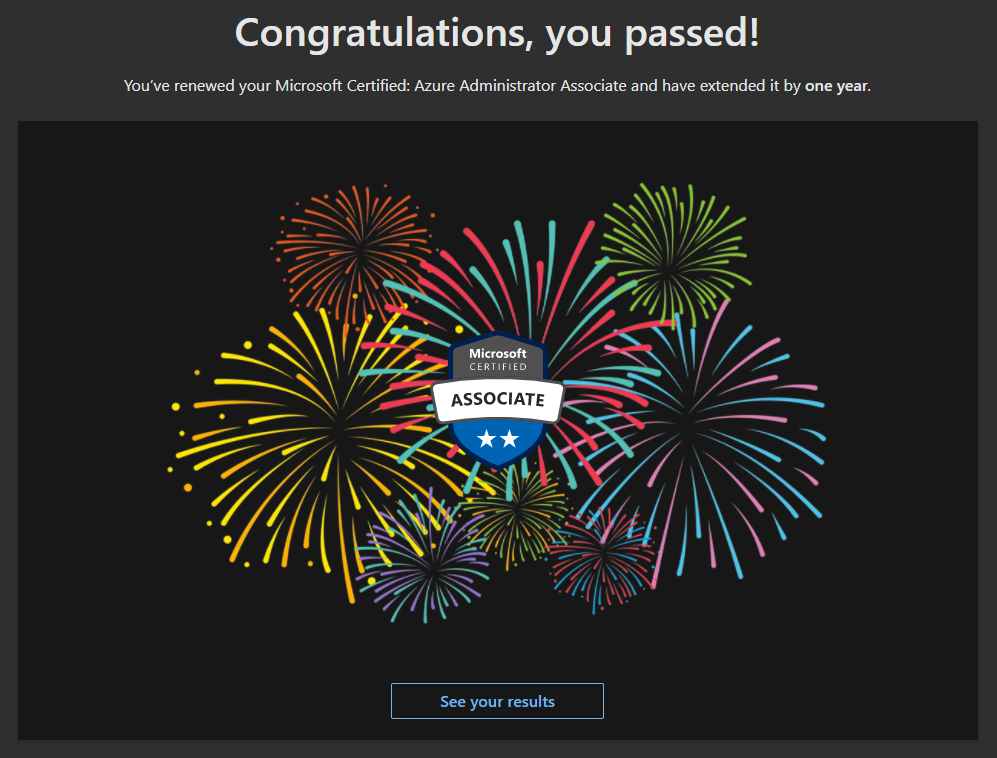 Congratulations, you passed!
You’ve renewed your Microsoft Certified: Azure Administrator Associate and have extended it by one year.
Microsoft
CERTIFIED
ASSOCIATE
See your results